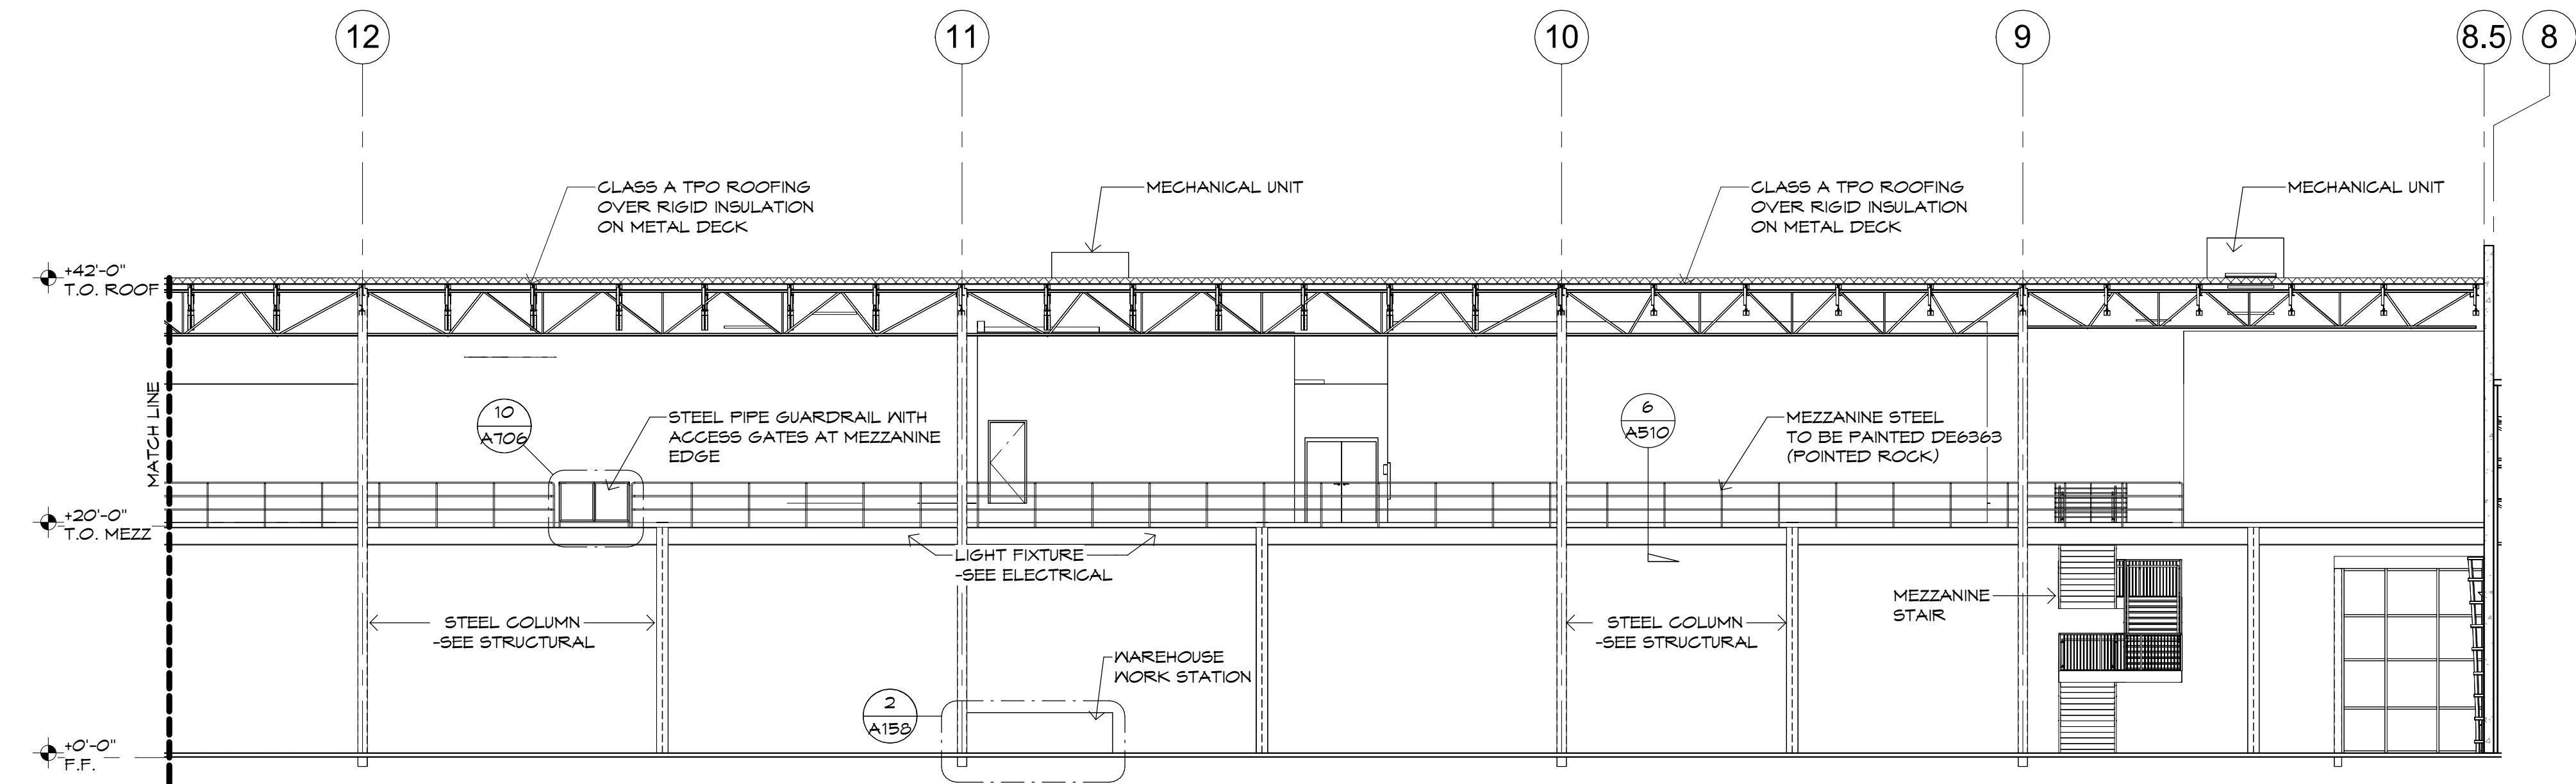 12
11
10
9
8.5
8
CLASS A TPO ROOFING
OVER RIGID INSULATION
ON METAL DECK
MECHANICAL UNIT
CLASS A TPO ROOFING
OVER RIGID INSULATION
ON METAL DECK
MECHANICAL UNIT
+42'-0"
T.O. ROOF
MATCH LINE
10
A706
STEEL PIPE GUARDRAIL WITH
ACCESS GATES AT MEZZANINE
EDGE
6
A510
MEZZANINE STEEL
TO BE PAINTED DE6363
(POINTED ROCK)
+20'-0"
T.O. MEZZ
LIGHT FIXTURE
-SEE ELECTRICAL
STEEL COLUMN
-SEE STRUCTURAL
STEEL COLUMN
-SEE STRUCTURAL
MEZZANINE
STAIR
WAREHOUSE
WORK STATION
2
A158
+0'-0"
F.F.